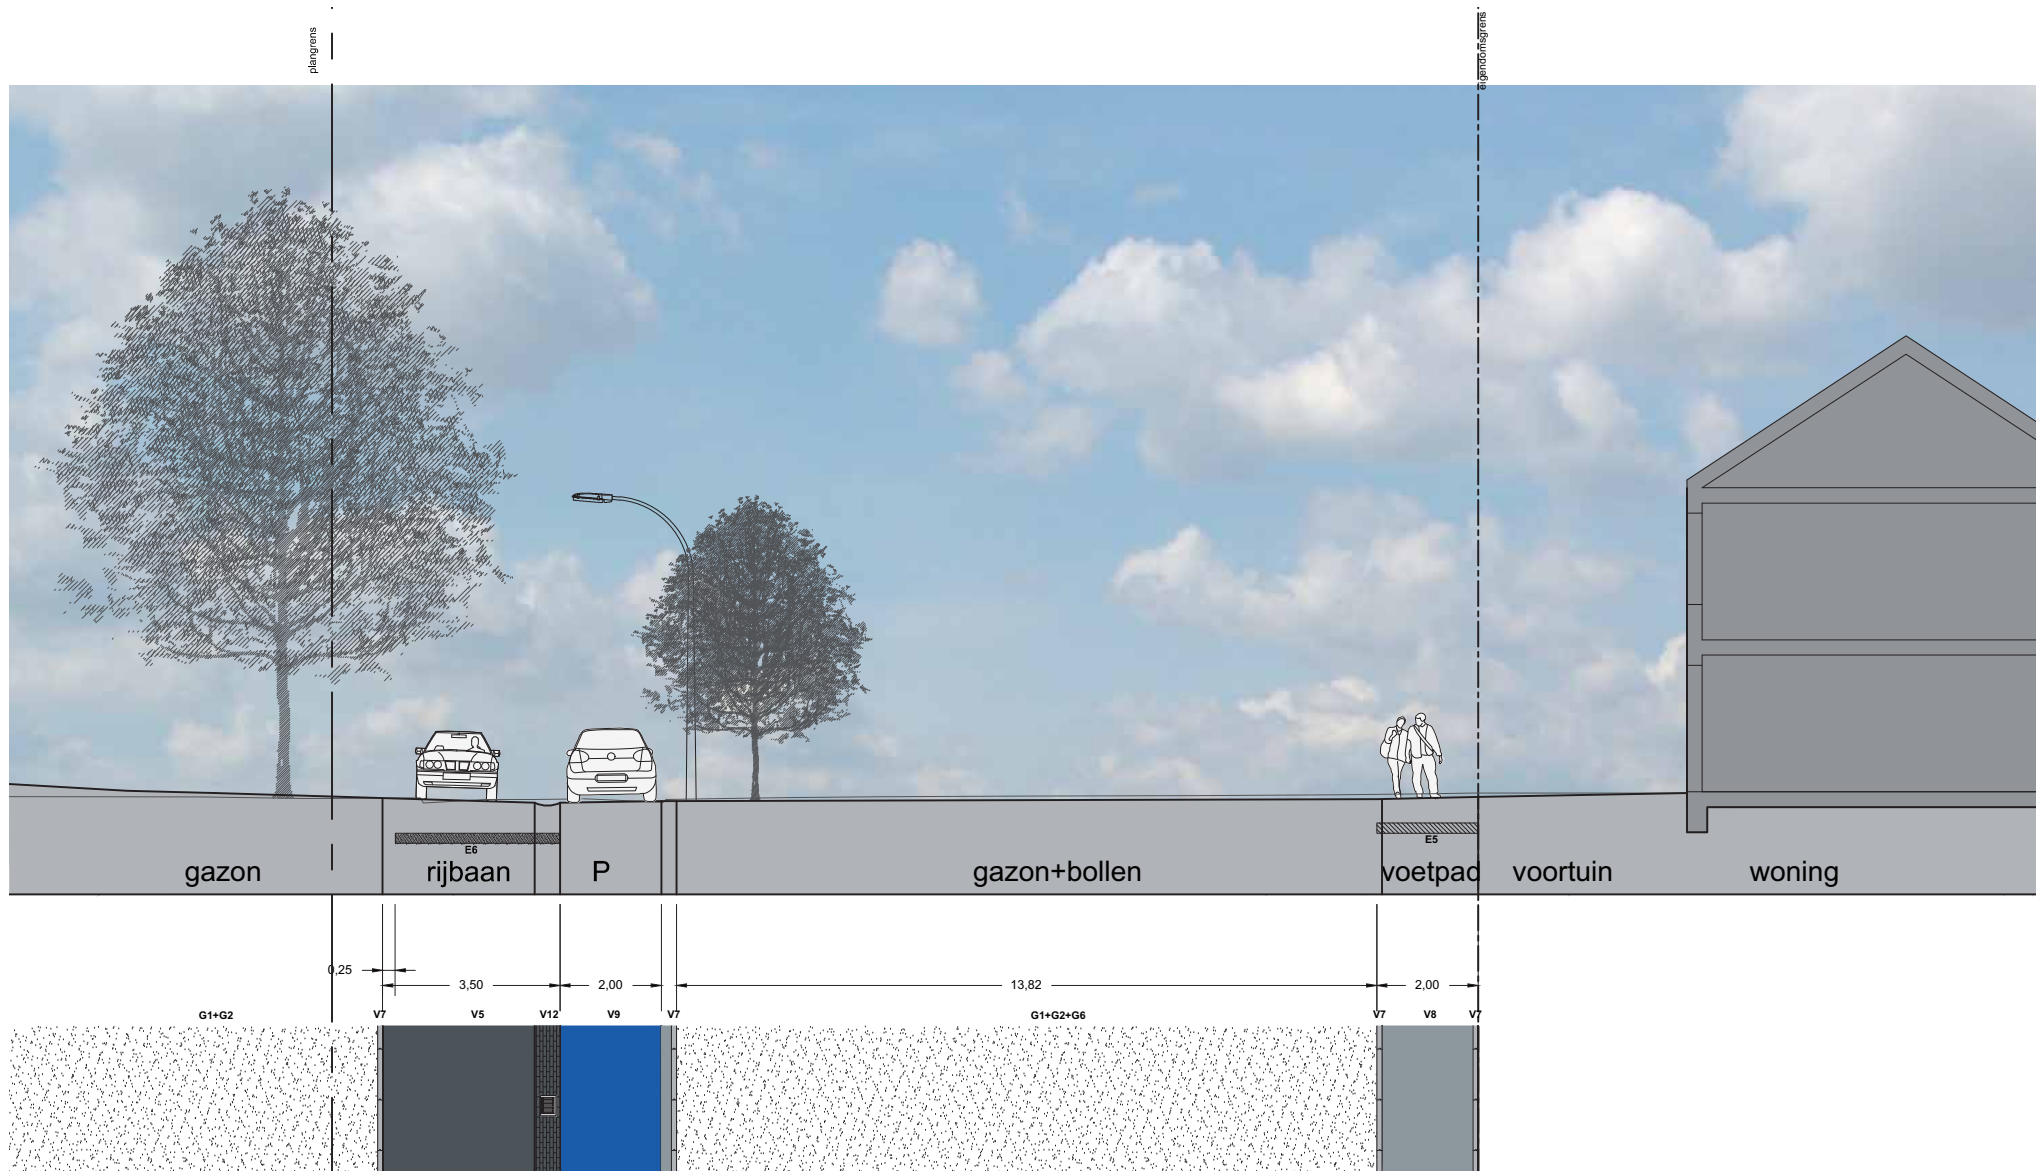 plangrens
eigendomsgrens
E6
E5
gazon
rijbaan
P
gazon+bollen
voetpad
voortuin
woning
0,25
3,50
2,00
13,82
2,00
G1+G2
V7
V5
V12
V9
V7
G1+G2+G6
V7
V8
V7